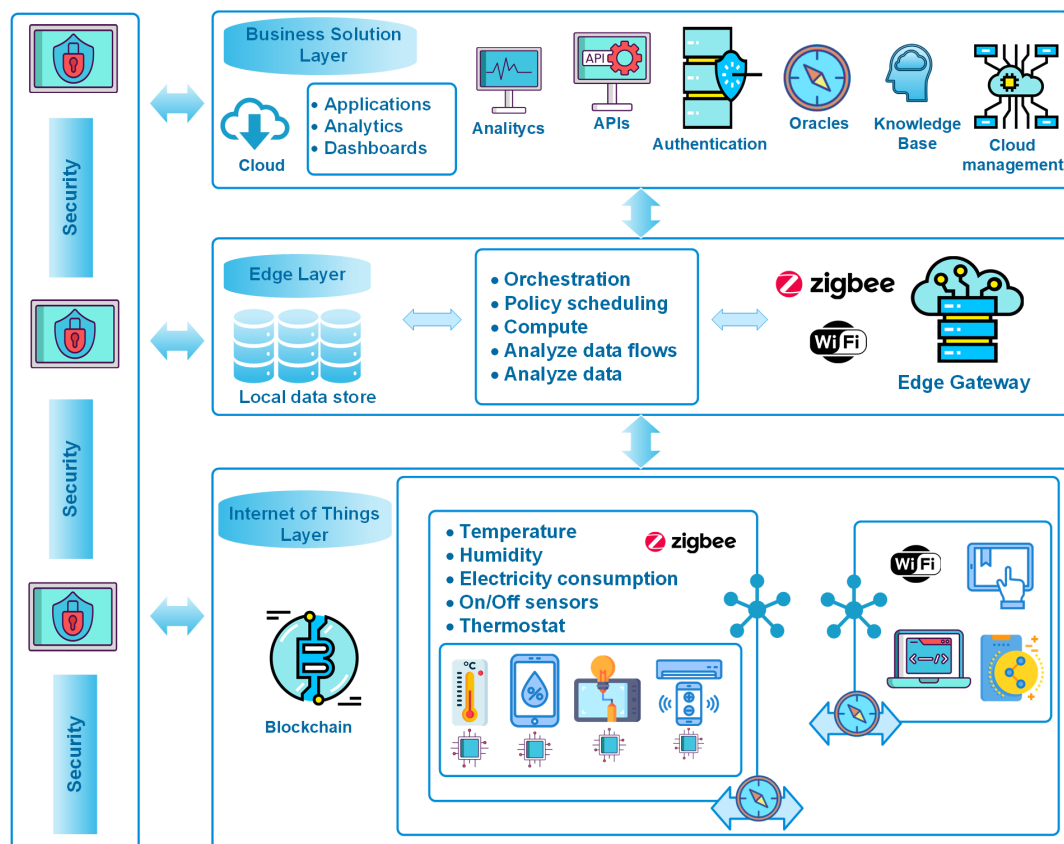 Security
Security
Security
Business Solution
Layer
Cloud
• Applications
• Analytics
• Dashboards
Analitycs
API
APIs
Authentication
Oracles
Knowledge
Base
Cloud
management
Edge Layer
Local data store
• Orchestration
• Policy scheduling
• Compute
• Analyze data flows
• Analyze data
zigbee
WiFi
Edge Gateway
Internet of Things
Layer
Blockchain
• Temperature
• Humidity
• Electricity consumption
• On/Off sensors
• Thermostat
zigbee
°C
%
WiFi